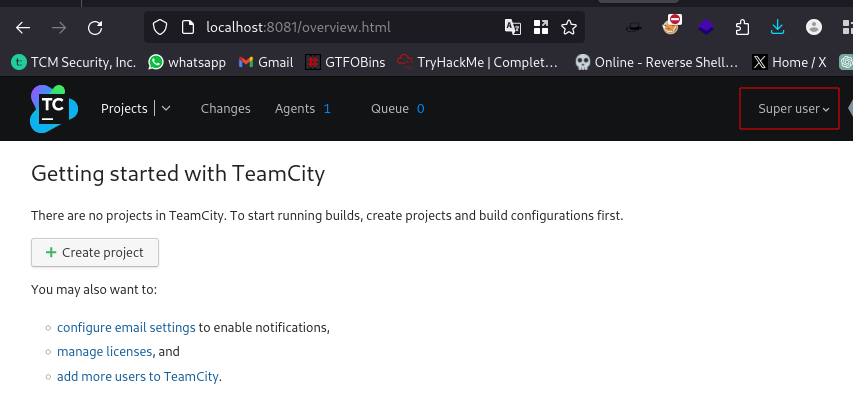 localhost:8081/overview.html
TCM Security, Inc. whatsapp Gmail GTFOBins TryHackMe | Complet... Online - Reverse Shell... Home / X
TC Projects Changes Agents 1 Queue 0 Super user
Getting started with TeamCity
There are no projects in TeamCity. To start running builds, create projects and build configurations first.
+ Create project
You may also want to:
configure email settings to enable notifications,
manage licenses, and
add more users to TeamCity.